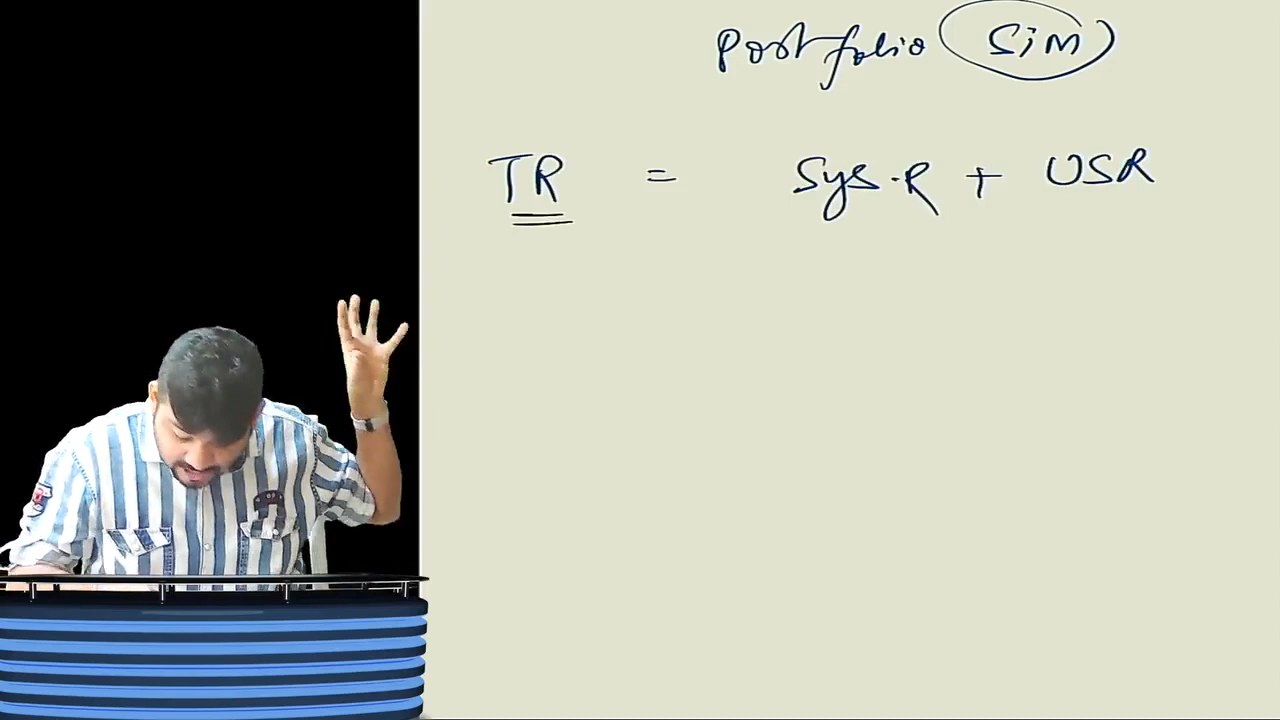 Portfolio (SIM)
TR = Sys.R + USR